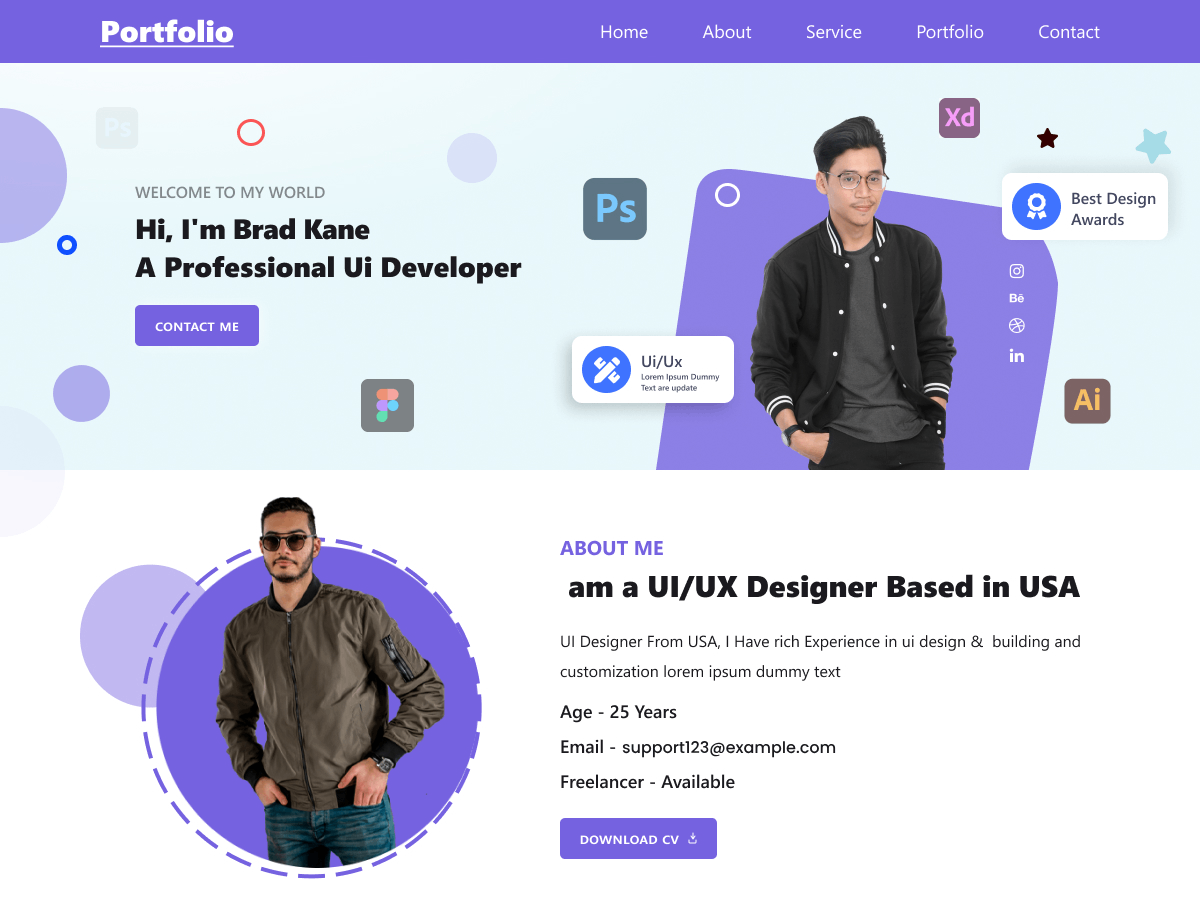 Portfolio
Home
About
Service
Portfolio
Contact
Ps
WELCOME TO MY WORLD
Hi, I'm Brad Kane
A Professional Ui Developer
CONTACT ME
Ps
Xd
Best Design
Awards
Bē
in
Ui/Ux
Lorem Ipsum Dummy
Text are update
Ai
ABOUT ME
am a UI/UX Designer Based in USA
UI Designer From USA, I Have rich Experience in ui design &  building and
customization lorem ipsum dummy text
Age - 25 Years
Email - support123@example.com
Freelancer - Available
DOWNLOAD CV